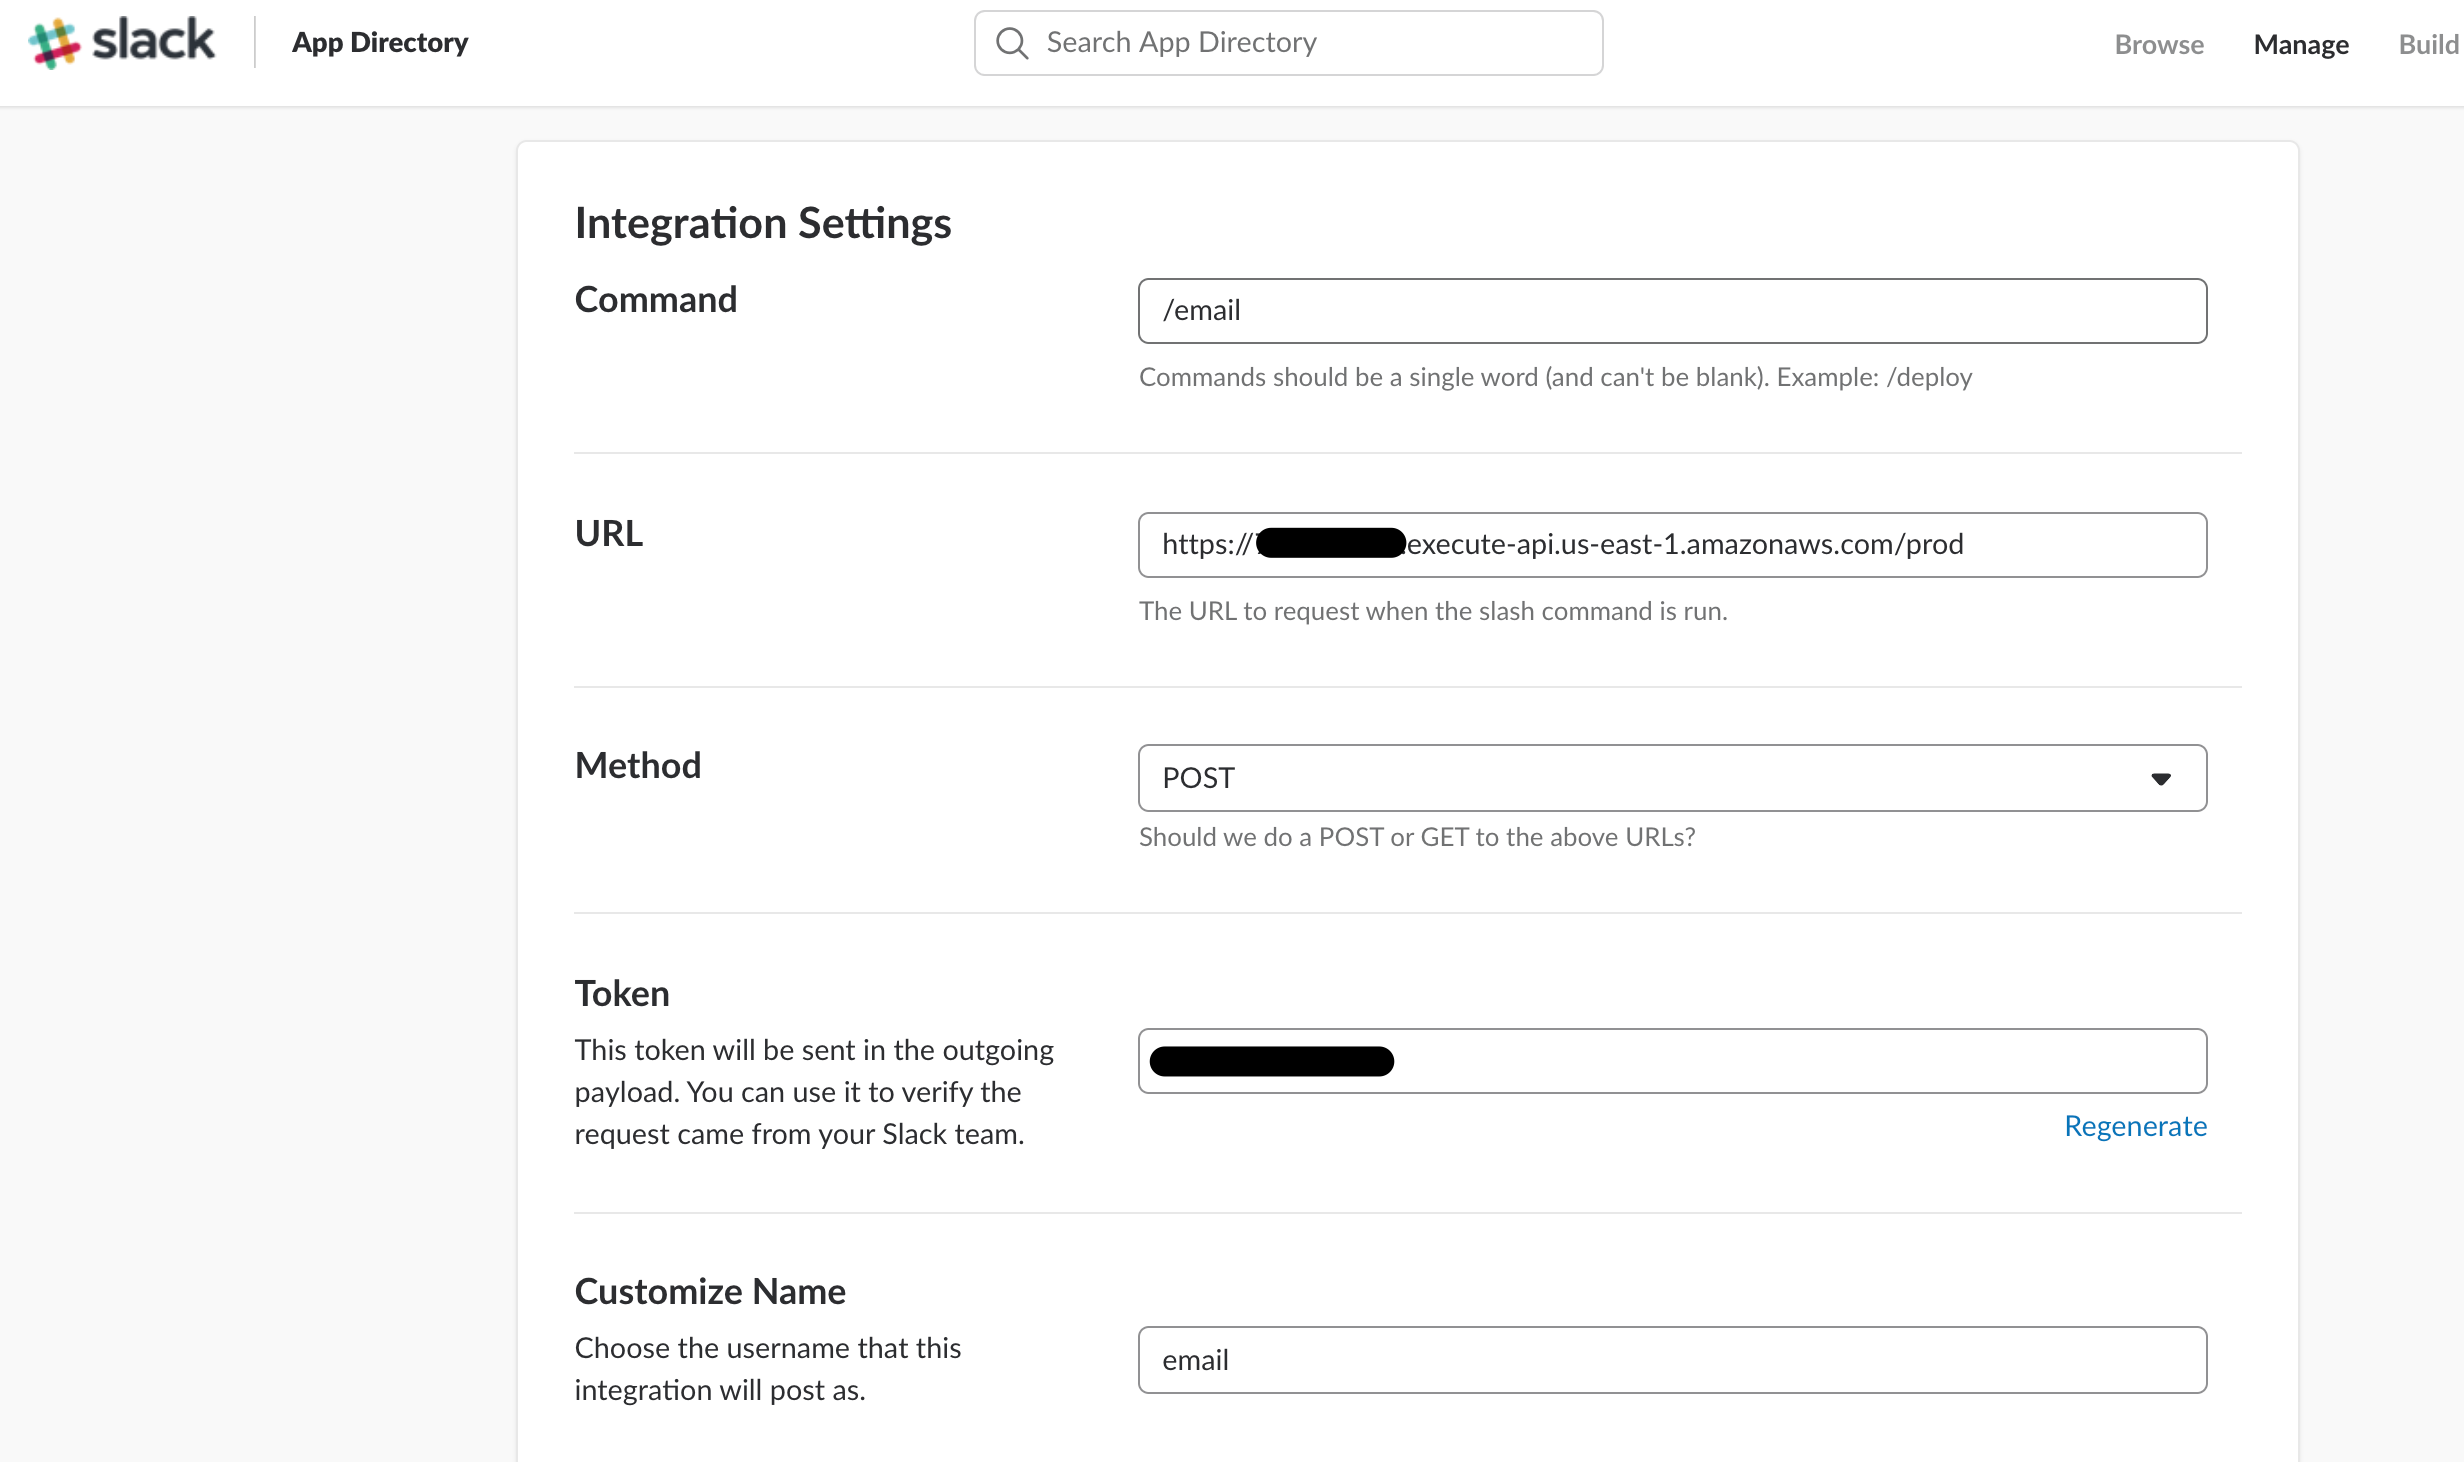 slack App Directory Search App Directory Browse Manage Build
Integration Settings
Command
/email
Commands should be a single word (and can't be blank). Example: /deploy
URL
https:// .execute-api.us-east-1.amazonaws.com/prod
The URL to request when the slash command is run.
Method
POST
Should we do a POST or GET to the above URLs?
Token
This token will be sent in the outgoing
payload. You can use it to verify the
request came from your Slack team.
Regenerate
Customize Name
Choose the username that this
integration will post as.
email